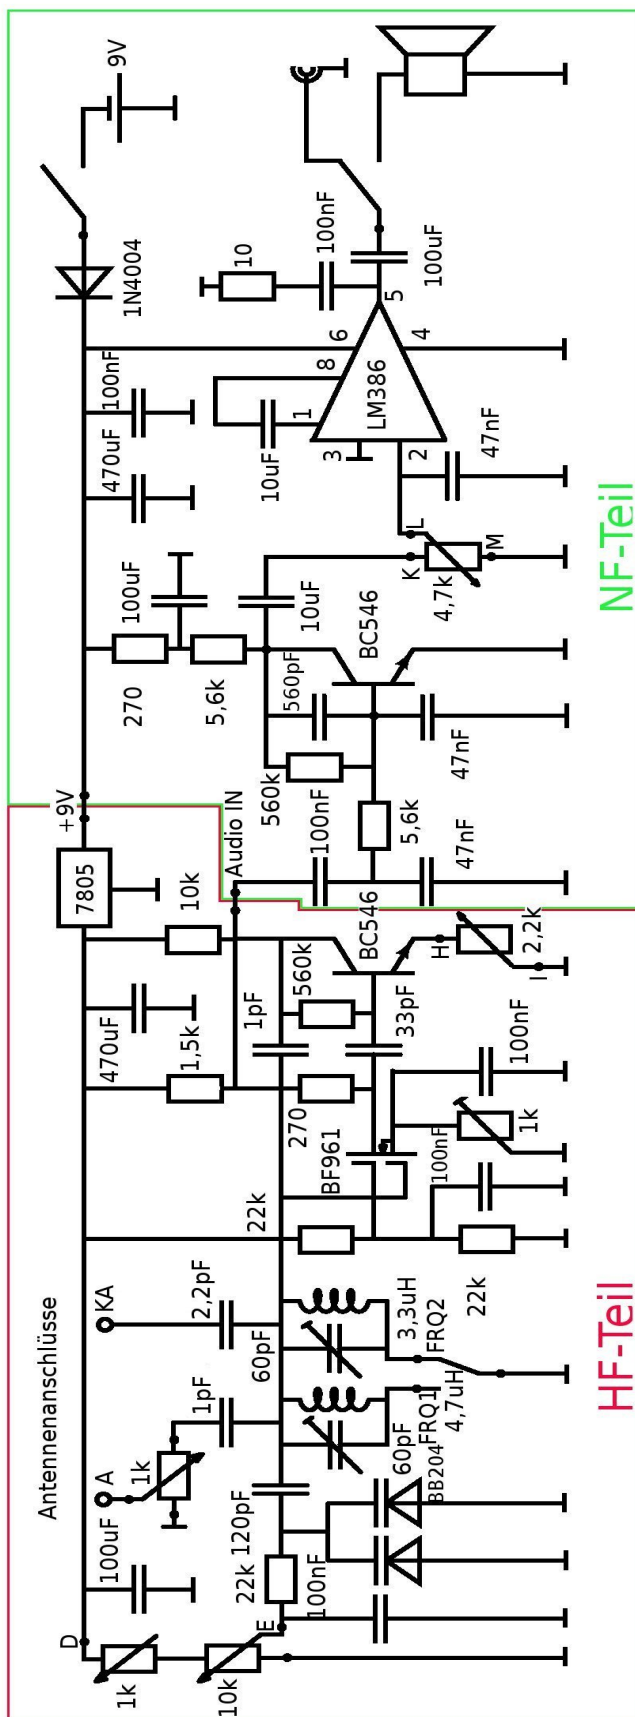 Antennenanschlüsse
D
1k
10k
100uF
A
1k
1pF
KA
2,2pF
E
22k
100nF
120pF
BB204
60pF
FRQ1
4,7uH
60pF
3,3uH
FRQ2
22k
22k
BF961
270
100nF
1k
100nF
1,5k
470uF
1pF
560k
33pF
10k
BC546
H
I
2,2k
7805
+9V
HF-Teil
Audio IN
100nF
47nF
5,6k
560k
560pF
47nF
BC546
270
5,6k
100uF
10uF
K
L
M
4,7k
470uF
100nF
10uF
1
8
6
3
2
4
5
LM386
47nF
10
100nF
100uF
1N4004
9V
NF-Teil